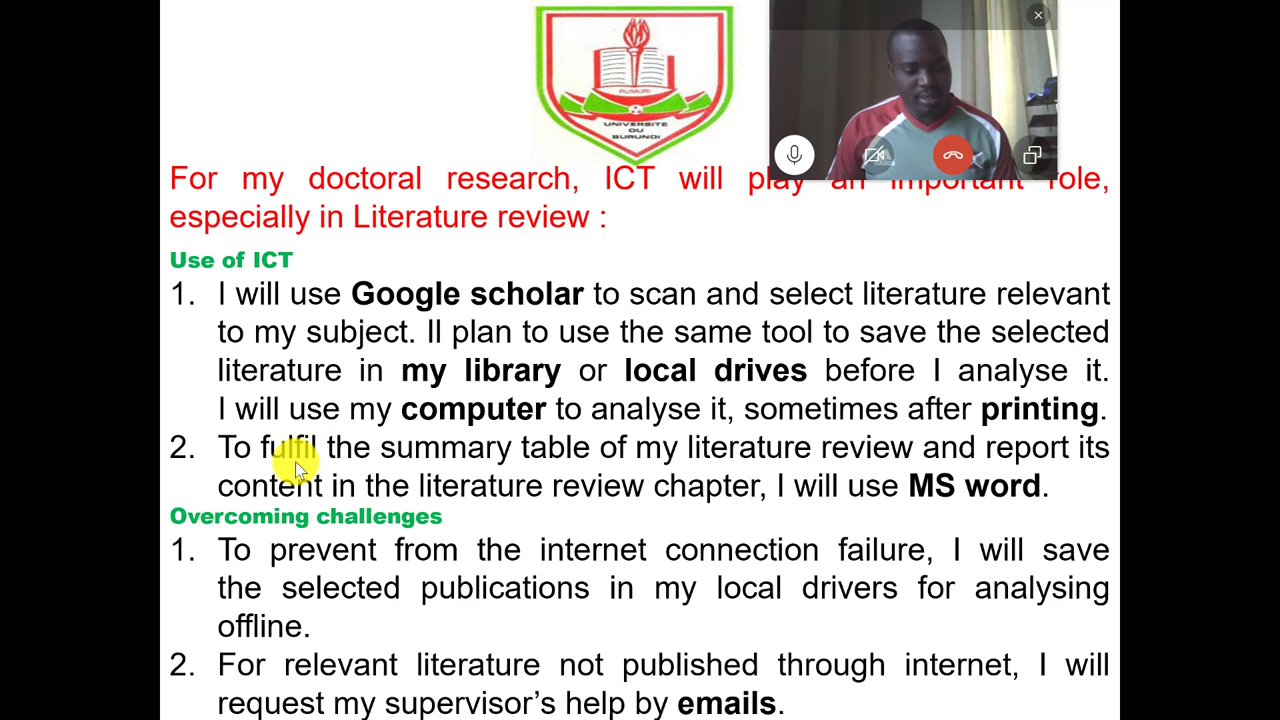 RUMURI
UNIVERSITE
DU
BURUNDI
For my doctoral research, ICT will play an important role,
especially in Literature review :
Use of ICT
1. I will use Google scholar to scan and select literature relevant
to my subject. Il plan to use the same tool to save the selected
literature in my library or local drives before I analyse it.
I will use my computer to analyse it, sometimes after printing.
2. To fulfil the summary table of my literature review and report its
content in the literature review chapter, I will use MS word.
Overcoming challenges
1. To prevent from the internet connection failure, I will save
the selected publications in my local drivers for analysing
offline.
2. For relevant literature not published through internet, I will
request my supervisor’s help by emails.